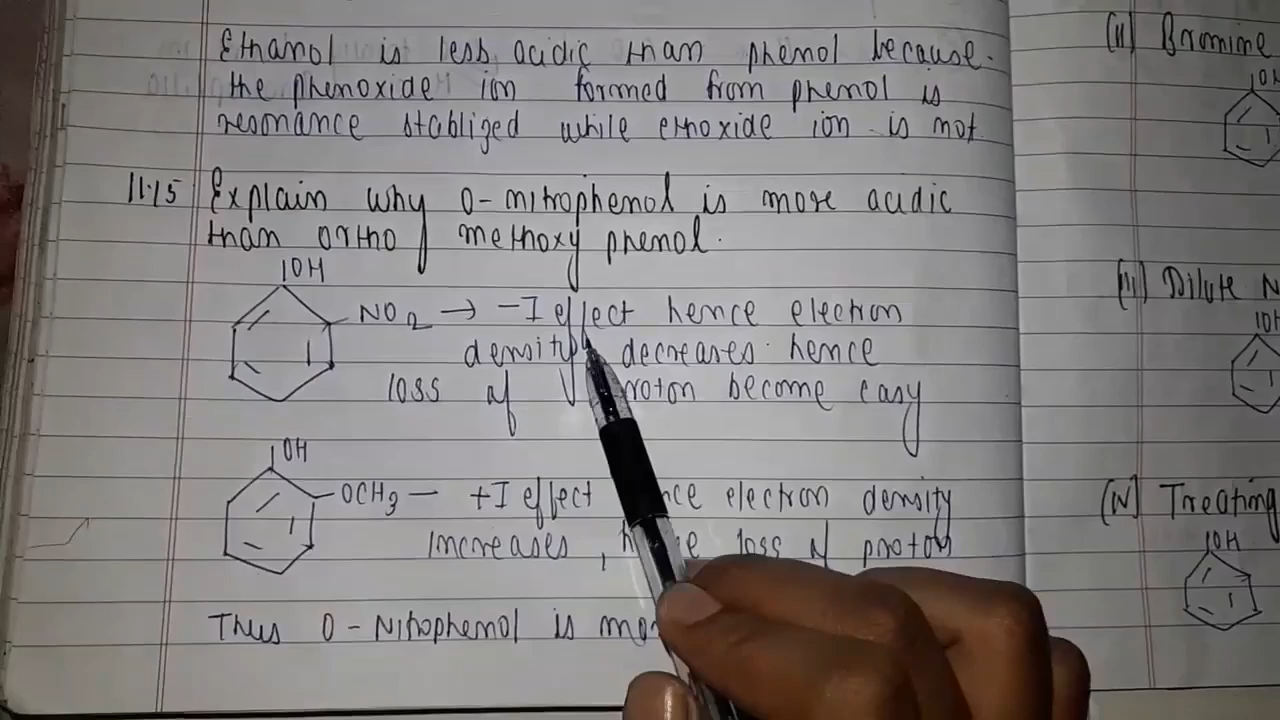 Ethanol is less acidic than phenol because.
the phenoxide ion formed from phenol is
resonance stablized while ethoxide ion is not
11.15 Explain why O-nitrophenol is more acidic
than ortho methoxy phenol.
OH
NO2 → -I effect hence electron
density decreases hence
loss of proton become easy
OH
OCH3 — +I effect electron density
increases, loss of proton
Thus O-Nitophenol is
(II) Bromine
OH
(III) Dilute N
OH
(IV) Treating
OH